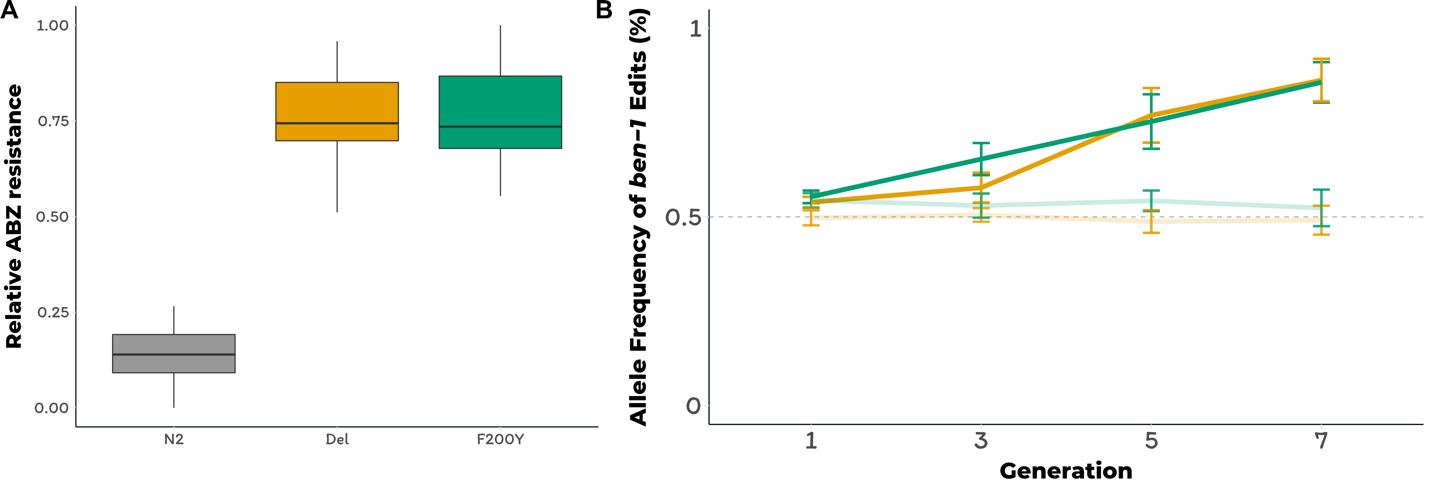 A
Relative ABZ resistance
1.00
0.75
0.50
0.25
0.00
N2
Del
F200Y
B
Allele Frequency of ben−1 Edits (%)
1
0.5
0
1
3
5
7
Generation